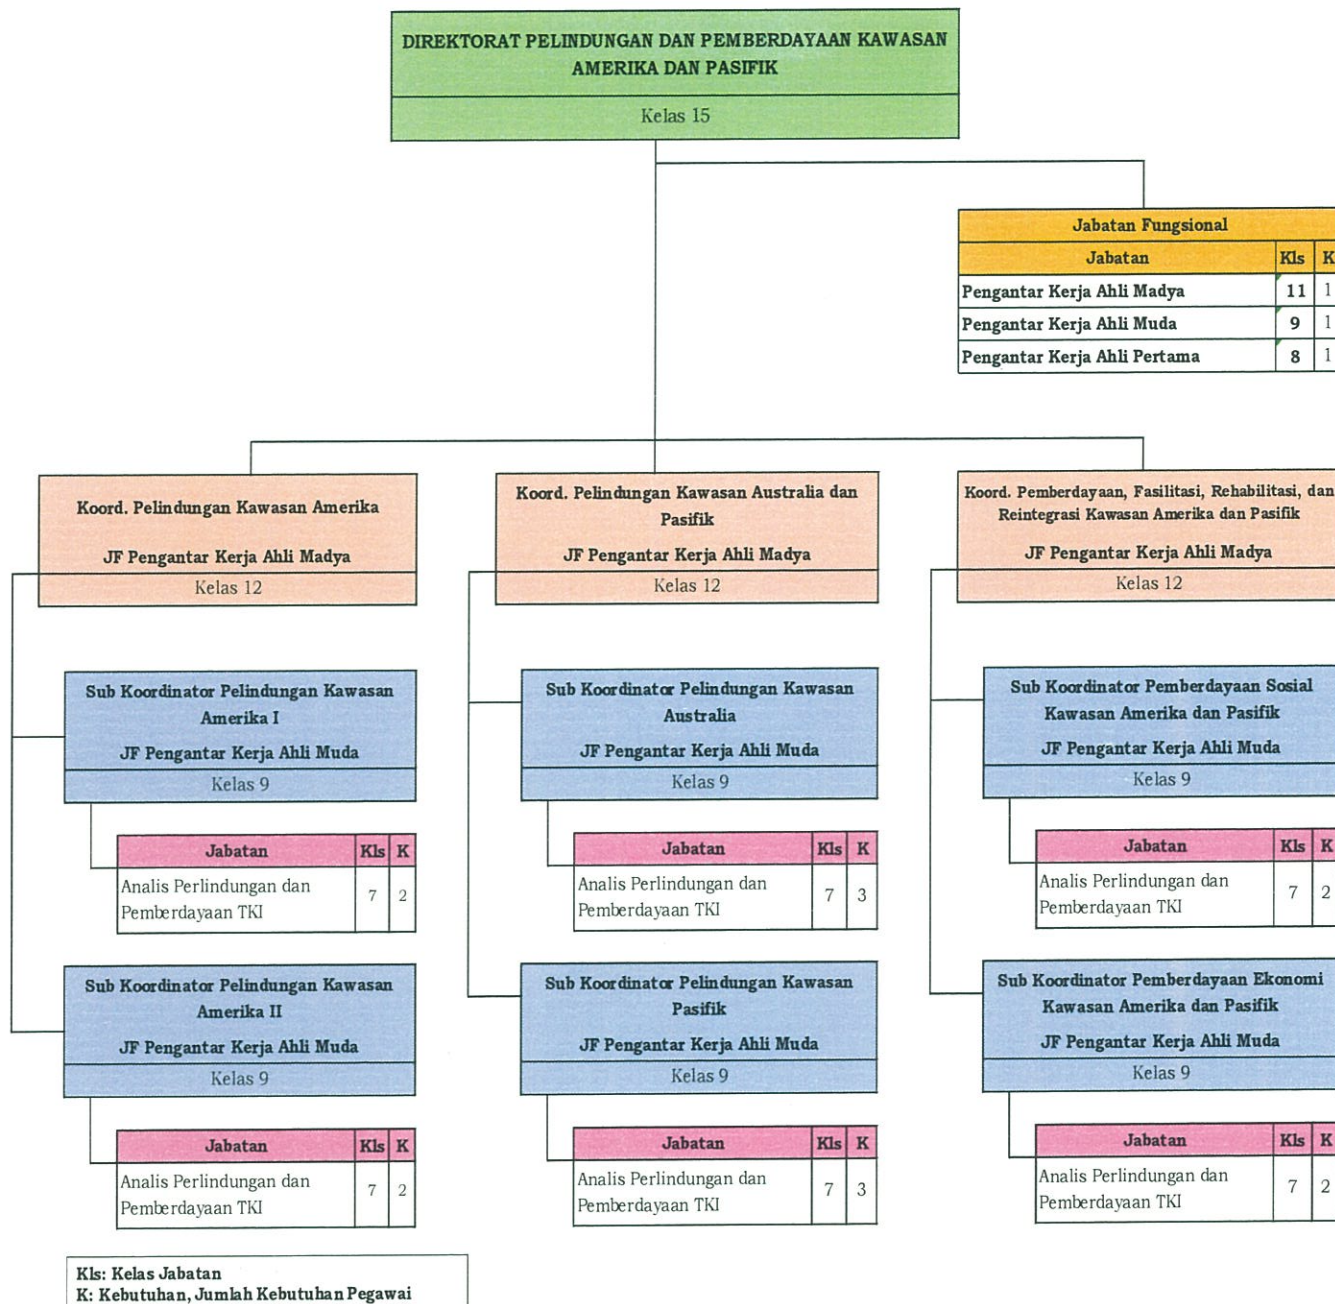 DIREKTORAT PELINDUNGAN DAN PEMBERDAYAAN KAWASAN
AMERIKA DAN PASIFIK
Kelas 15
Jabatan Fungsional
Jabatan Kls K
Pengantar Kerja Ahli Madya 11 1
Pengantar Kerja Ahli Muda 9 1
Pengantar Kerja Ahli Pertama 8 1
Koord. Pelindungan Kawasan Amerika
JF Pengantar Kerja Ahli Madya
Kelas 12
Koord. Pelindungan Kawasan Australia dan
Pasifik
JF Pengantar Kerja Ahli Madya
Kelas 12
Koord. Pemberdayaan, Fasilitasi, Rehabilitasi, dan
Reintegrasi Kawasan Amerika dan Pasifik
JF Pengantar Kerja Ahli Madya
Kelas 12
Sub Koordinator Pelindungan Kawasan
Amerika I
JF Pengantar Kerja Ahli Muda
Kelas 9
Jabatan Kls K
Analis Perlindungan dan
Pemberdayaan TKI 7 2
Sub Koordinator Pelindungan Kawasan
Australia
JF Pengantar Kerja Ahli Muda
Kelas 9
Jabatan Kls K
Analis Perlindungan dan
Pemberdayaan TKI 7 3
Sub Koordinator Pemberdayaan Sosial
Kawasan Amerika dan Pasifik
JF Pengantar Kerja Ahli Muda
Kelas 9
Jabatan Kls K
Analis Perlindungan dan
Pemberdayaan TKI 7 2
Sub Koordinator Pelindungan Kawasan
Amerika II
JF Pengantar Kerja Ahli Muda
Kelas 9
Jabatan Kls K
Analis Perlindungan dan
Pemberdayaan TKI 7 2
Sub Koordinator Pelindungan Kawasan
Pasifik
JF Pengantar Kerja Ahli Muda
Kelas 9
Jabatan Kls K
Analis Perlindungan dan
Pemberdayaan TKI 7 3
Sub Koordinator Pemberdayaan Ekonomi
Kawasan Amerika dan Pasifik
JF Pengantar Kerja Ahli Muda
Kelas 9
Jabatan Kls K
Analis Perlindungan dan
Pemberdayaan TKI 7 2
Kls: Kelas Jabatan
K: Kebutuhan, Jumlah Kebutuhan Pegawai